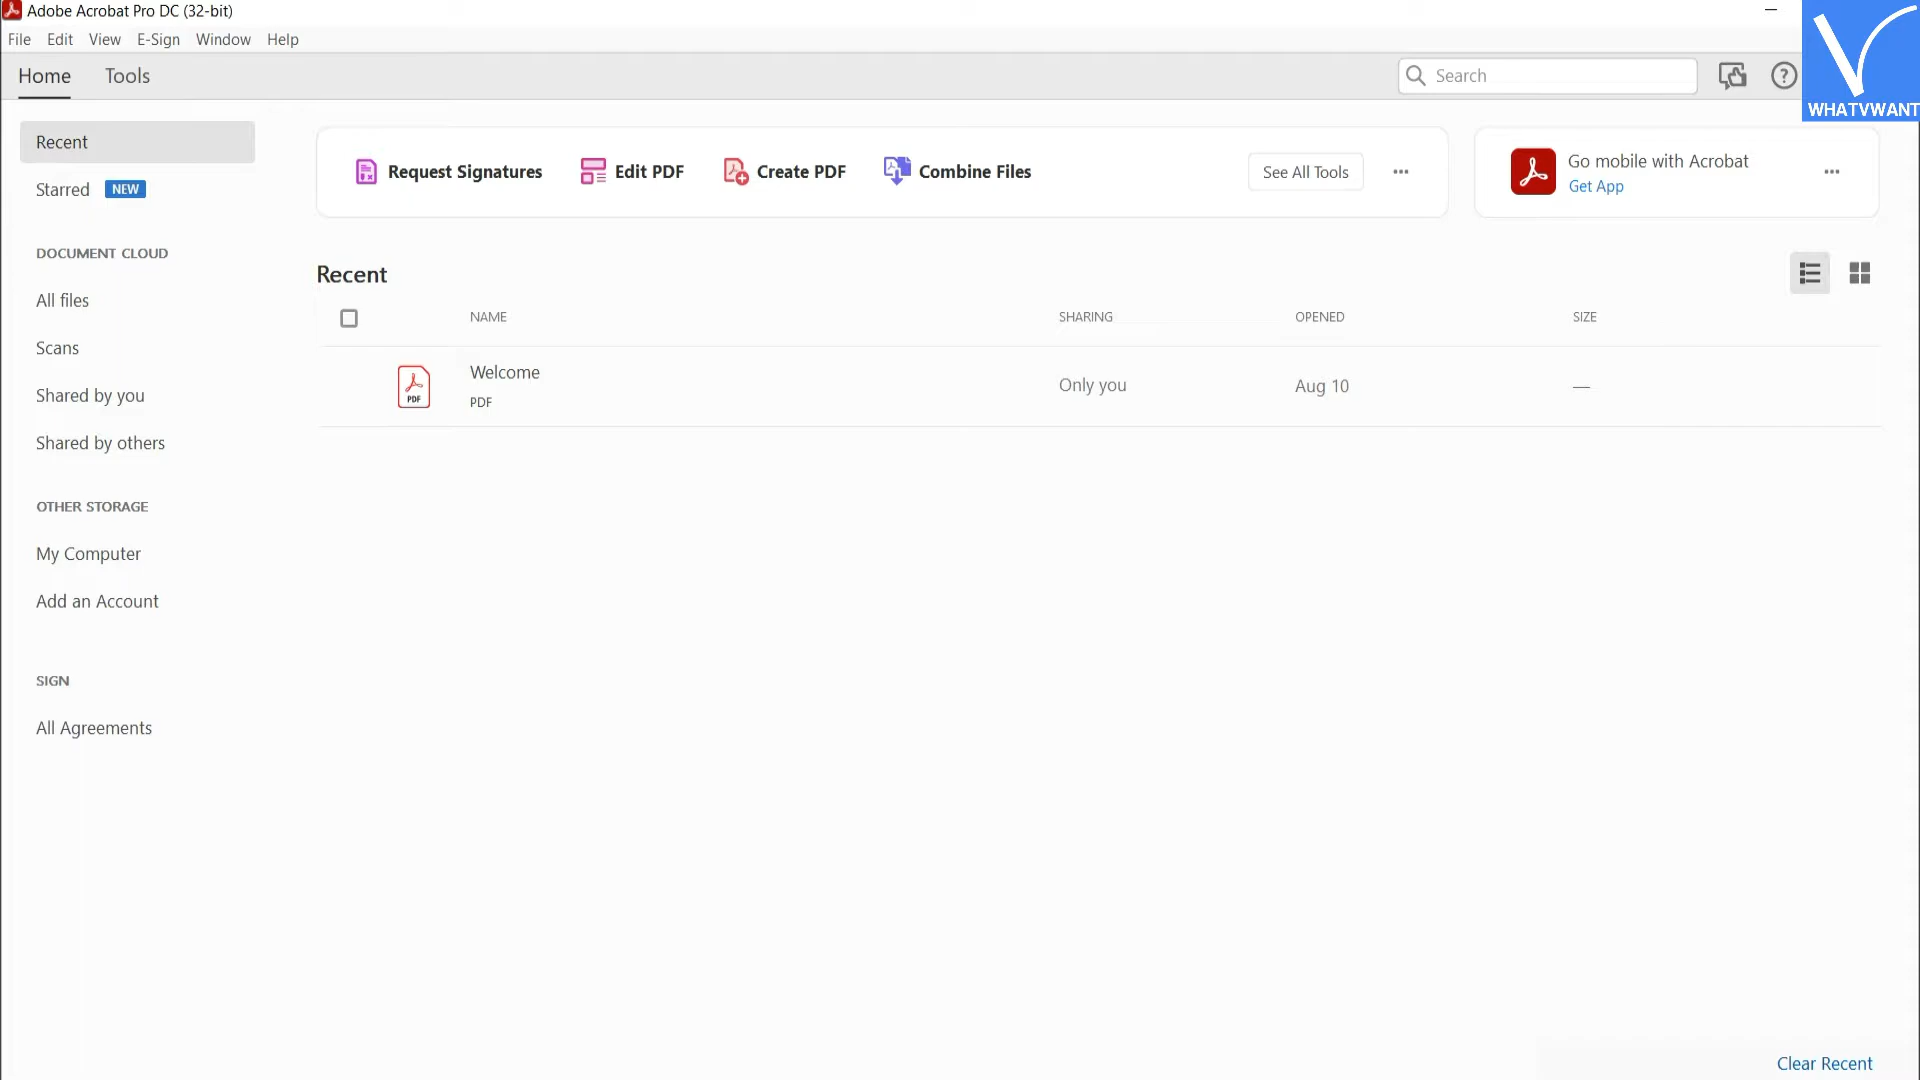 Adobe Acrobat Pro DC (32-bit)
File Edit View E-Sign Window Help
Home Tools
Search
WHATVWANT
Recent
Starred NEW
DOCUMENT CLOUD
All files
Scans
Shared by you
Shared by others
OTHER STORAGE
My Computer
Add an Account
SIGN
All Agreements
Request Signatures Edit PDF Create PDF Combine Files See All Tools
Go mobile with Acrobat
Get App
Recent
NAME SHARING OPENED SIZE
Welcome
PDF
PDF
Only you Aug 10 —
Clear Recent